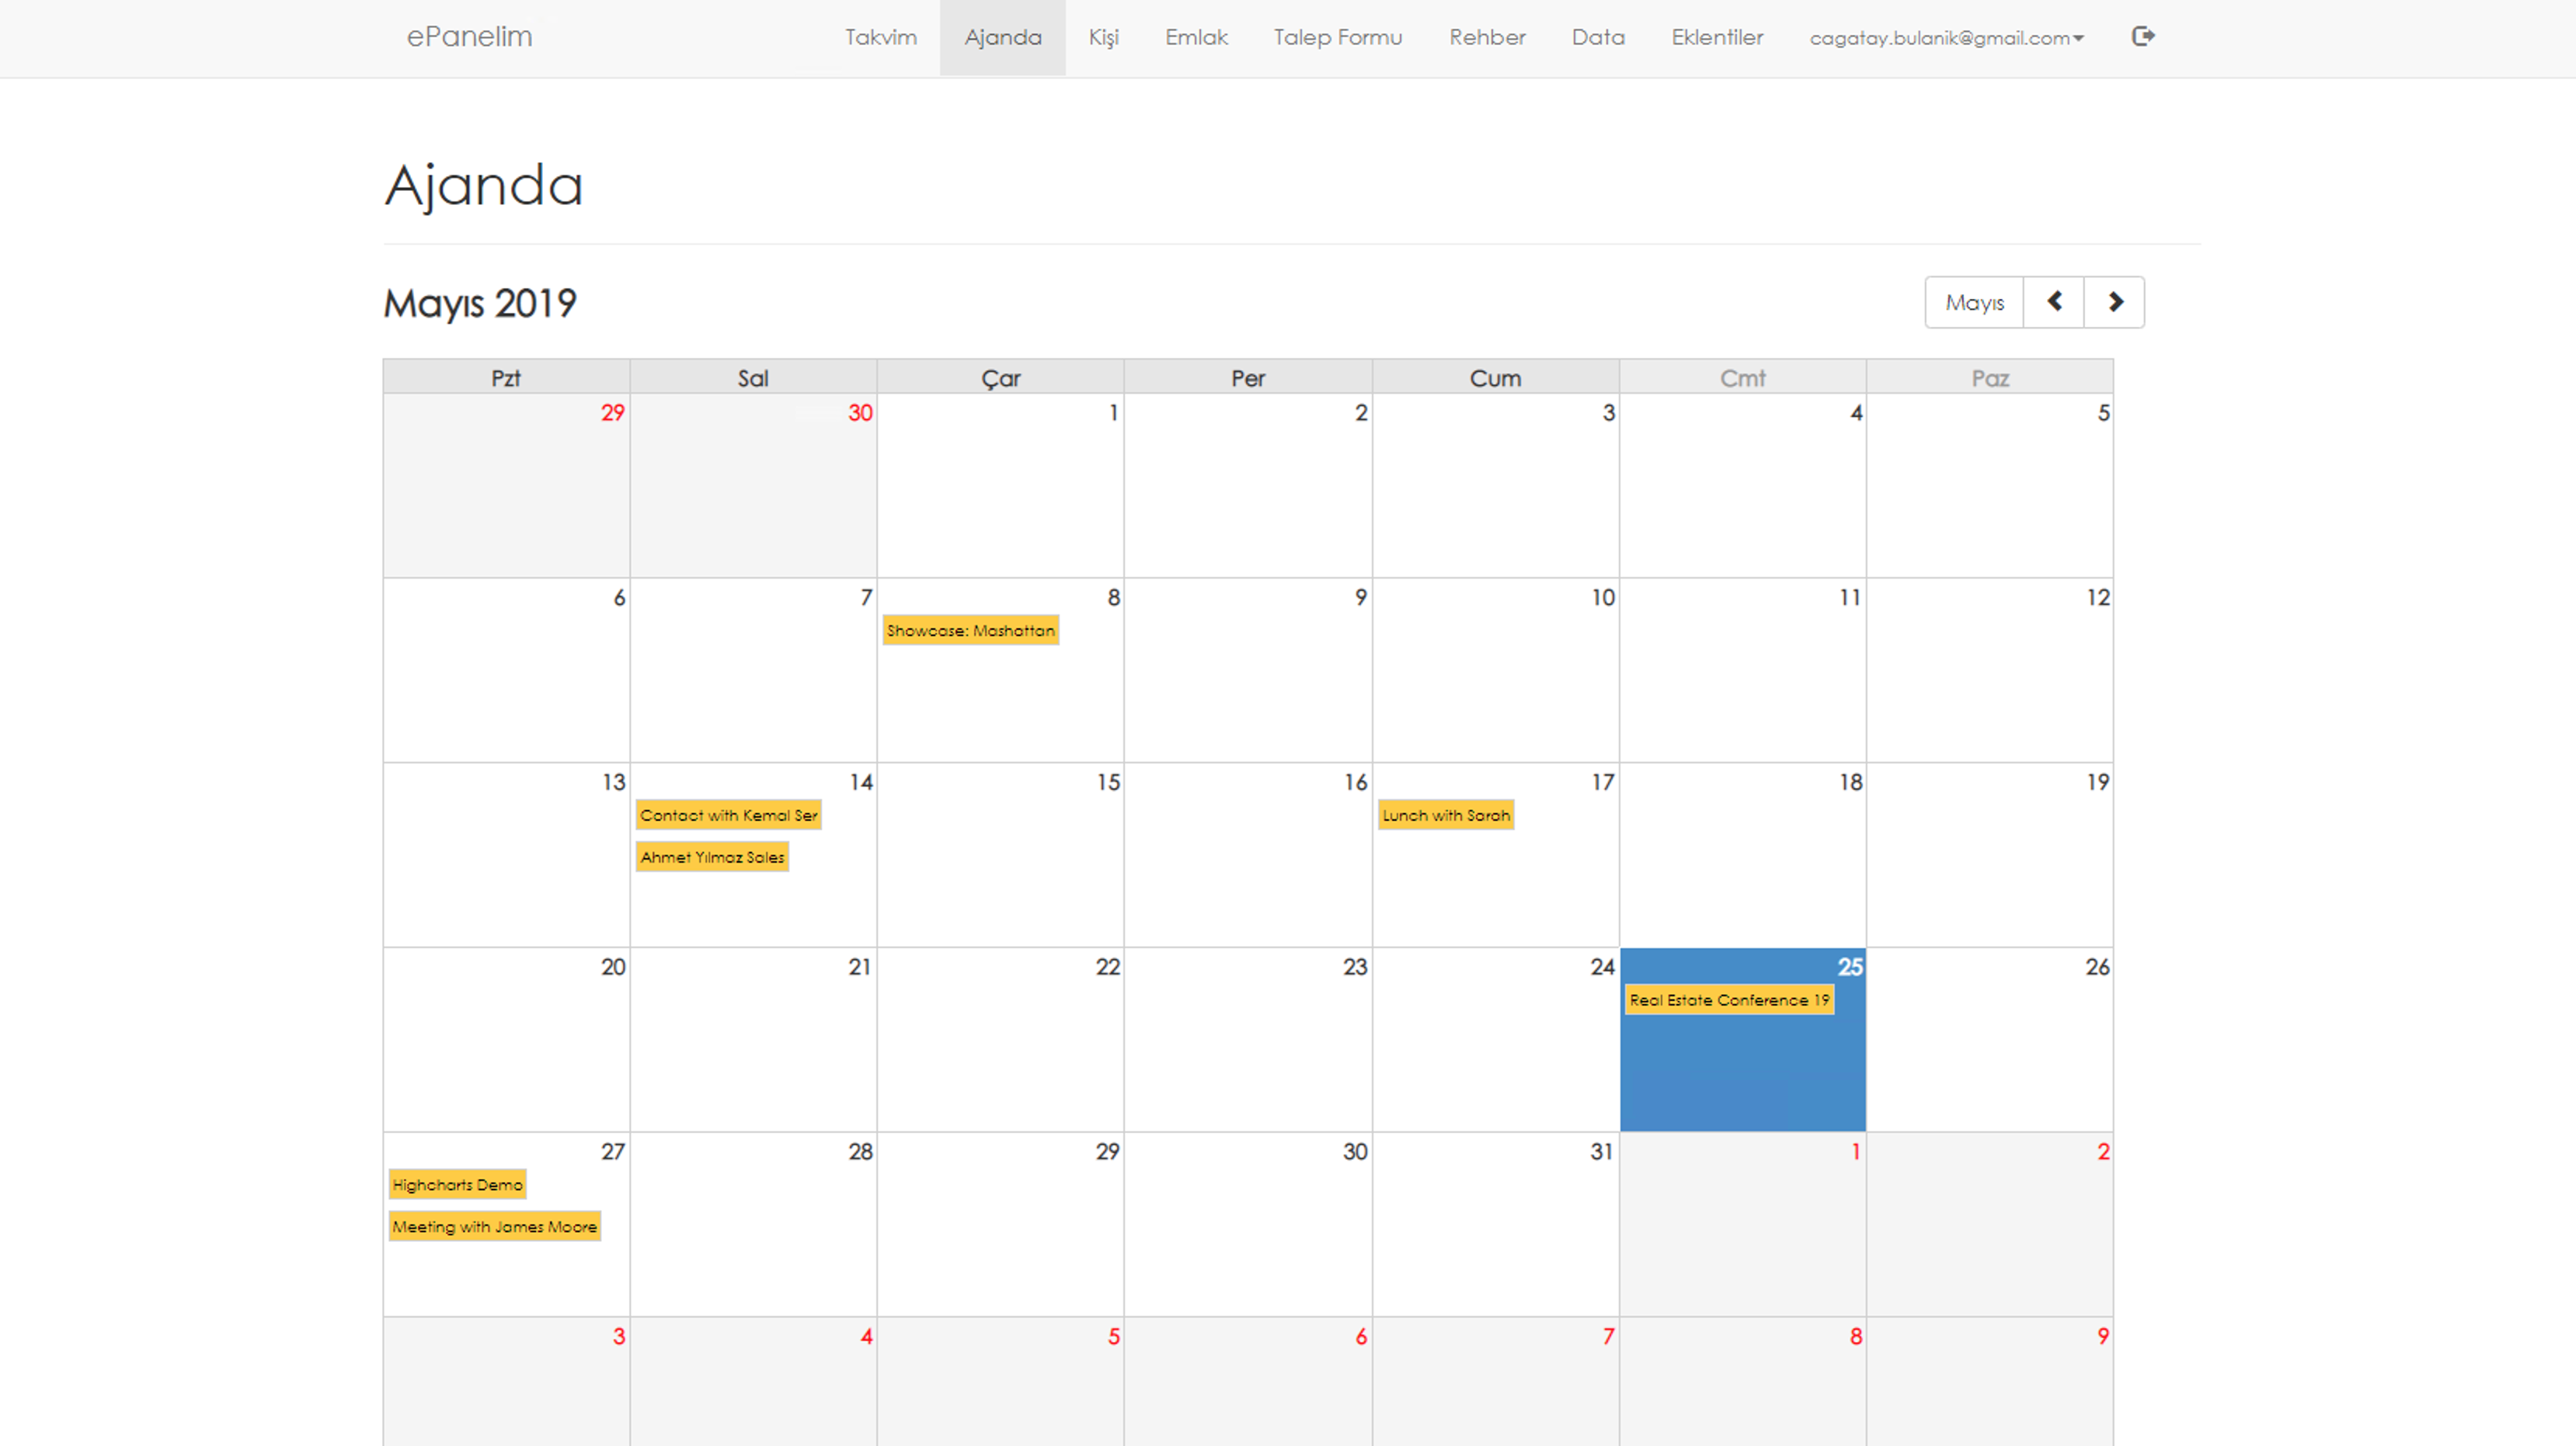 ePanelim Takvim Ajanda Kişi Emlak Talep Formu Rehber Data Eklentiler cagatay.bulanik@gmail.com
Ajanda
Mayıs 2019 Mayıs
Pzt Sal Çar Per Cum Cmt Paz
29 30 1 2 3 4 5
6 7 8 9 10 11 12
Showcase: Mashattan
13 14 15 16 17 18 19
Contact with Kemal Ser Lunch with Sarah
Ahmet Yılmaz Sales
20 21 22 23 24 25 26
Real Estate Conference 19
27 28 29 30 31 1 2
Highcharts Demo
Meeting with James Moore
3 4 5 6 7 8 9